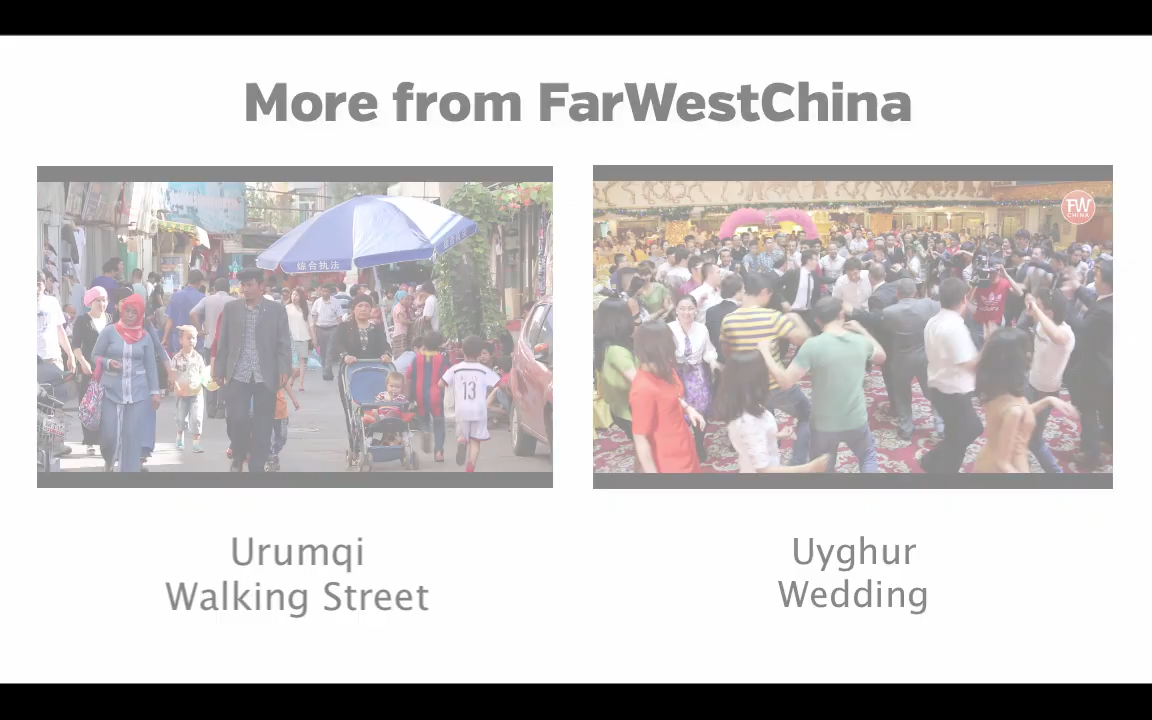 More from FarWestChina
综合执法
13
FW
CHINA
Urumqi
Walking Street
Uyghur
Wedding